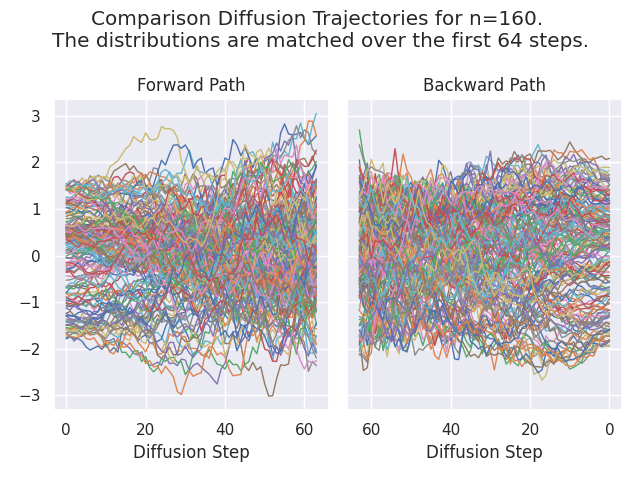 Comparison Diffusion Trajectories for n=160.
The distributions are matched over the first 64 steps.
Forward Path
Backward Path
3
2
1
0
−1
−2
−3
0 20 40 60
60 40 20 0
Diffusion Step
Diffusion Step